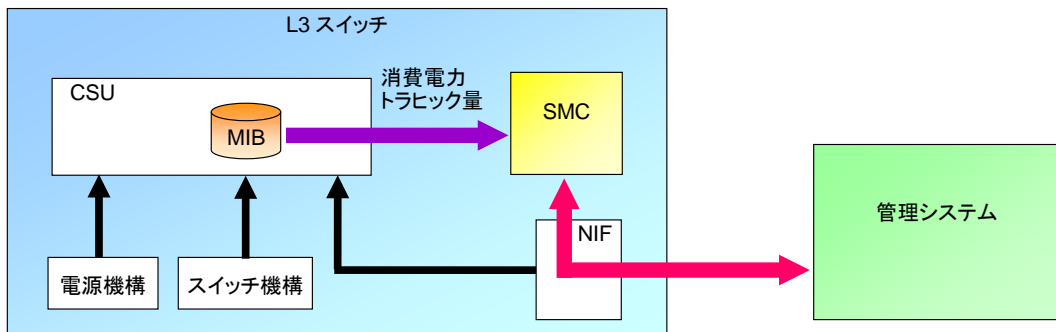 L3 スイッチ
CSU
消費電力
トラヒック量
SMC
MIB
管理システム
NIF
電源機構
スイッチ機構